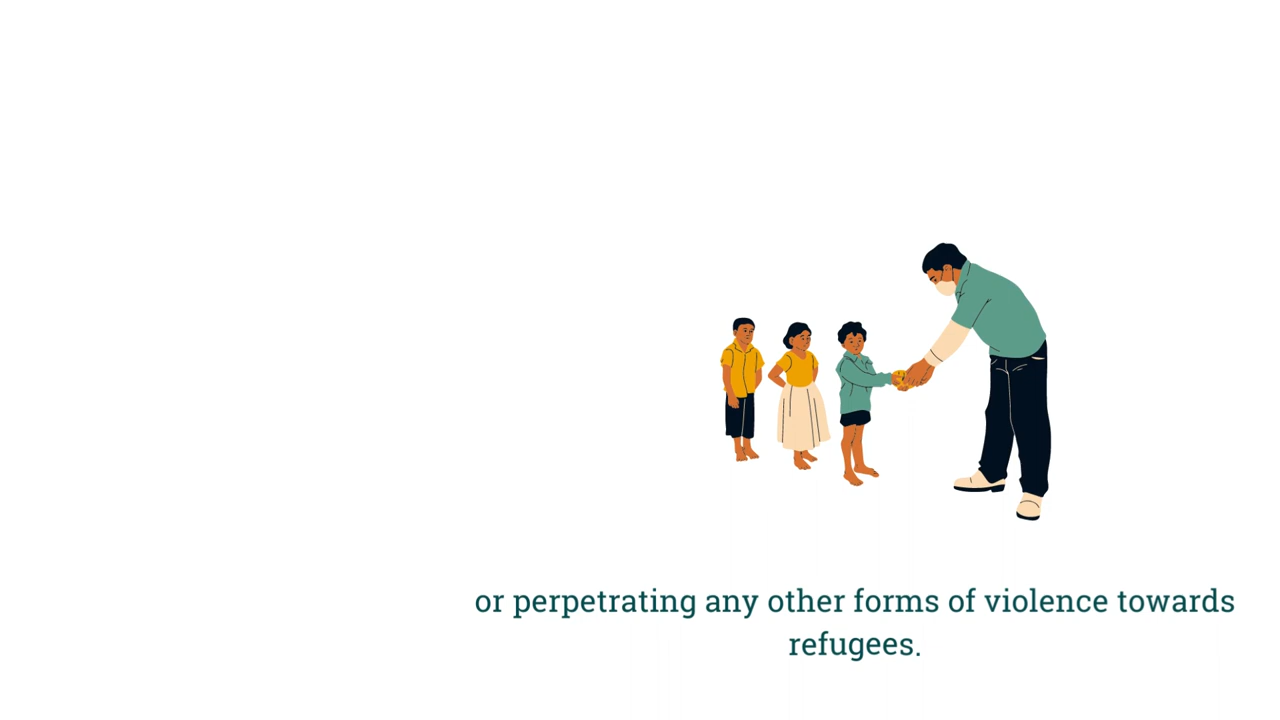 or perpetrating any other forms of violence towards
refugees.